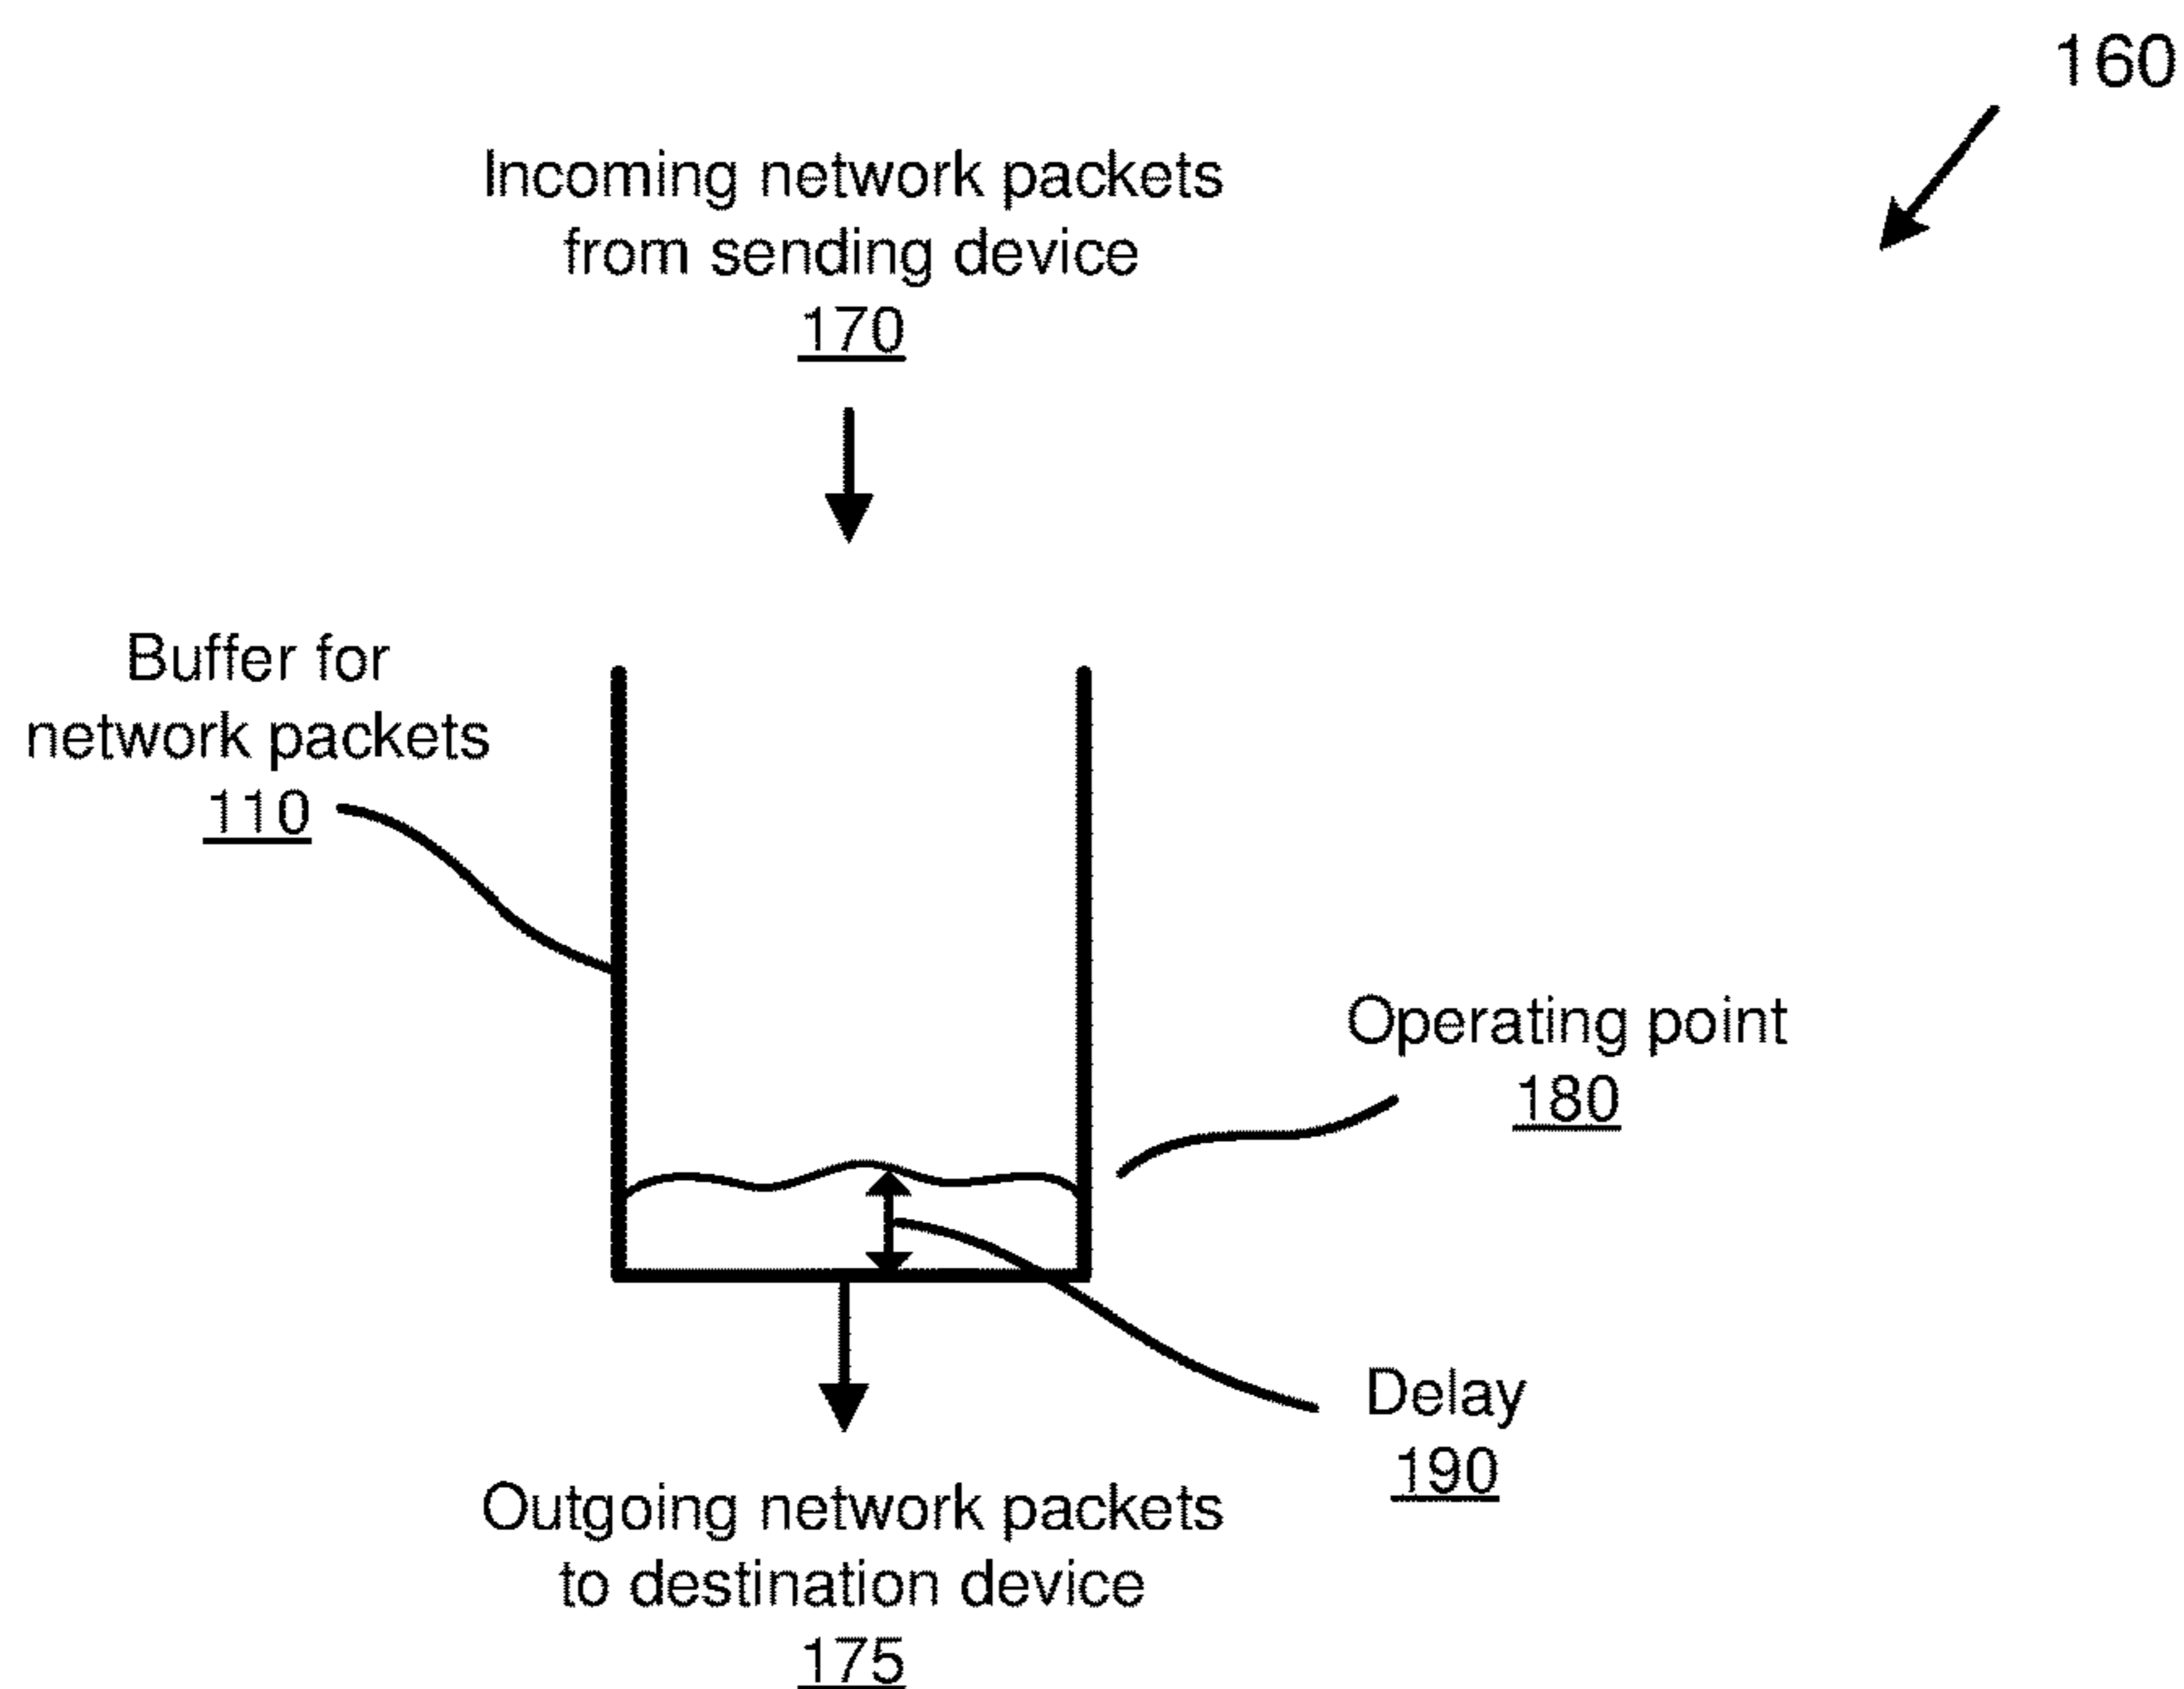 160
Incoming network packets
from sending device
170
Buffer for
network packets
110
Operating point
180
Delay
190
Outgoing network packets
to destination device
175